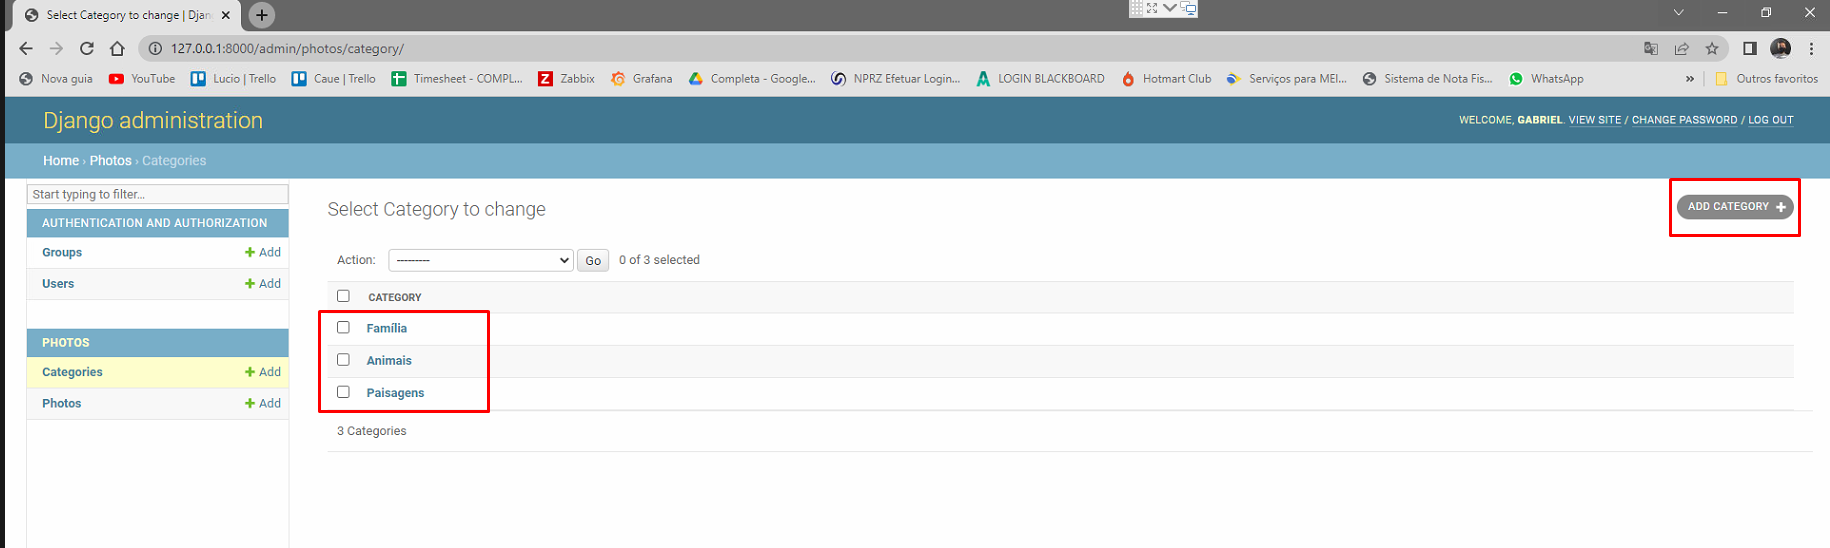 Select Category to change | Djan
127.0.0.1:8000/admin/photos/category/
Nova guia YouTube Lucio | Trello Caue | Trello Timesheet - COMPL... Zabbix Grafana Completa - Google... NPRZ Efetuar Login... LOGIN BLACKBOARD Hotmart Club Serviços para MEI... Sistema de Nota Fis... WhatsApp » Outros favoritos
Django administration
WELCOME, GABRIEL. VIEW SITE / CHANGE PASSWORD / LOG OUT
Home › Photos › Categories
Start typing to filter...
AUTHENTICATION AND AUTHORIZATION
Groups + Add
Users + Add
PHOTOS
Categories + Add
Photos + Add
Select Category to change
ADD CATEGORY +
Action: --------- Go 0 of 3 selected
CATEGORY
Família
Animais
Paisagens
3 Categories